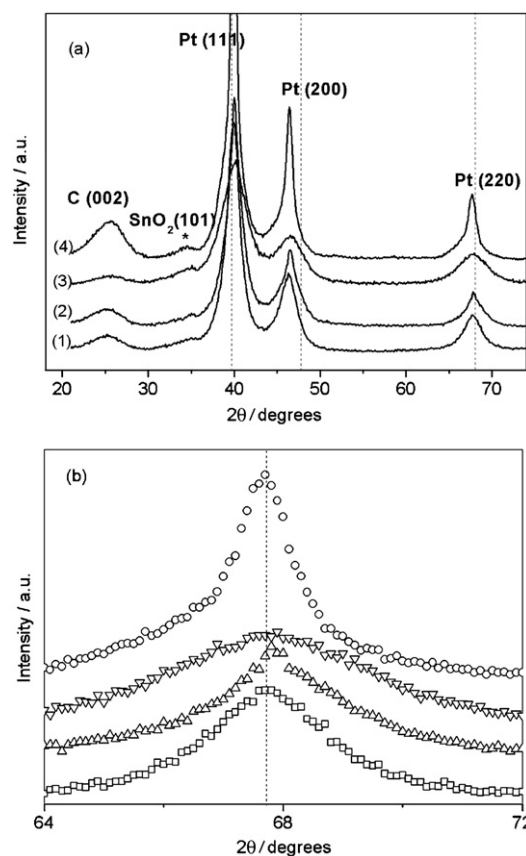 (a)
Pt (111)
Pt (200)
Pt (220)
C (002)
SnO₂(101)
*
(4)
(3)
(2)
(1)
Intensity / a.u.
20 30 40 50 60 70
2θ / degrees
(b)
Intensity / a.u.
64 68 72
2θ / degrees